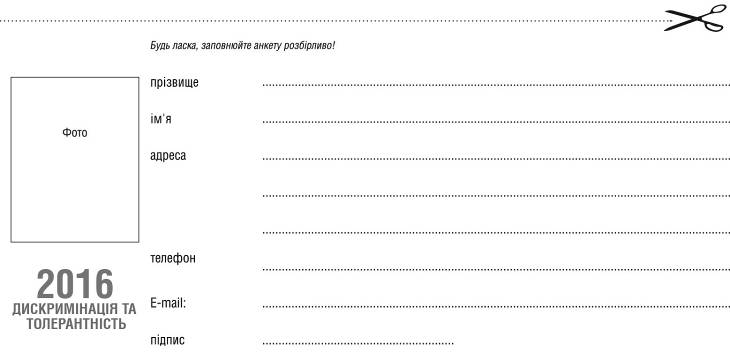 Будь ласка, заповнюйте анкету розбірливо!
прізвище
ім'я
Фото
адреса
телефон
2016
ДИСКРИМІНАЦІЯ ТА
ТОЛЕРАНТНІСТЬ
E-mail:
підпис